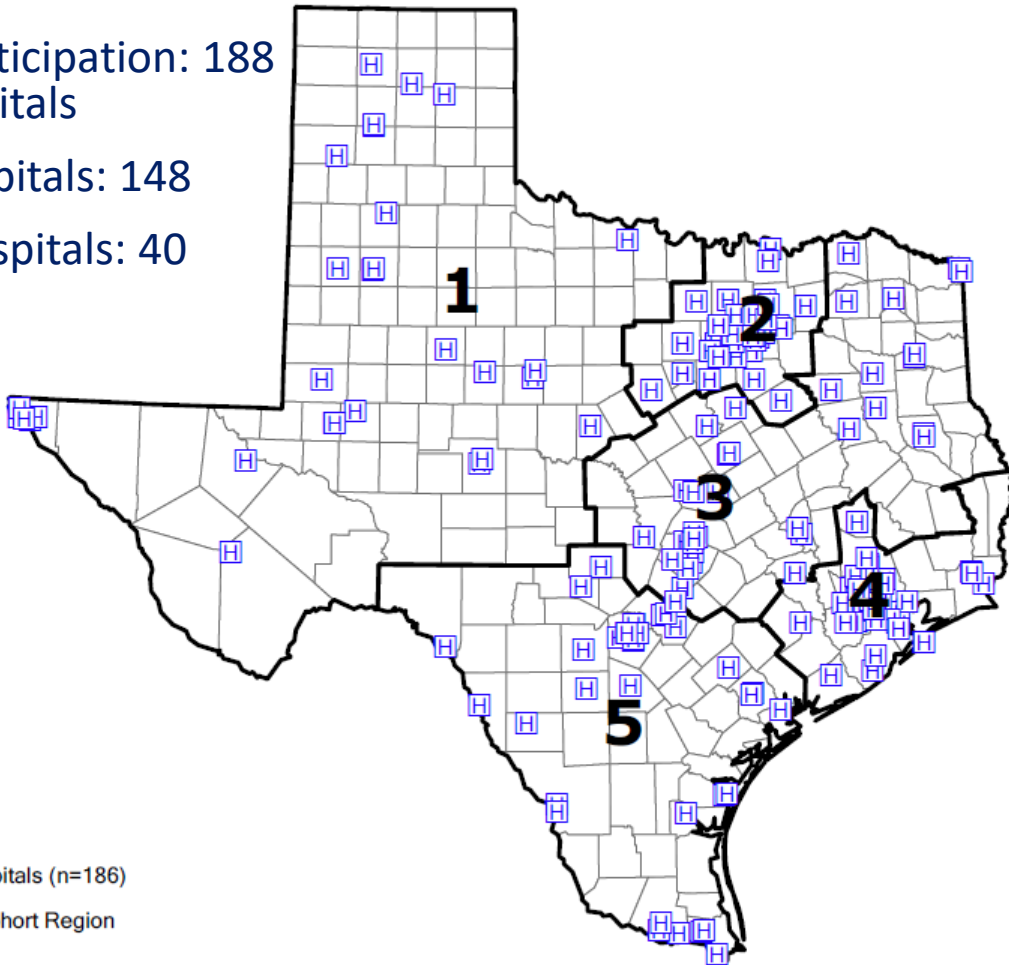 ticipation: 188
itals
pitals: 148
spitals: 40
1
2
3
4
5
pitals (n=186)
hort Region